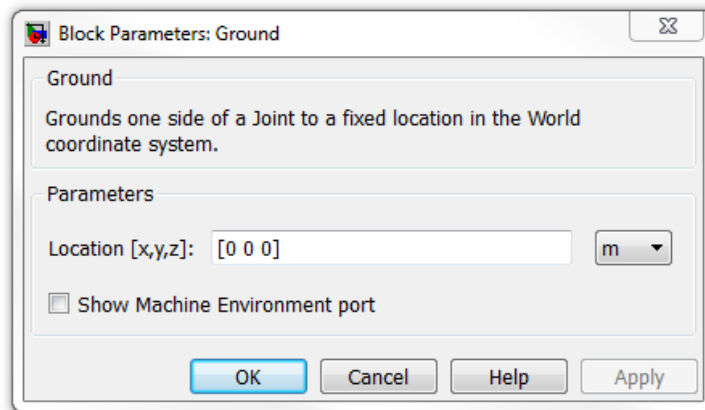 Block Parameters: Ground
Ground
Grounds one side of a Joint to a fixed location in the World
coordinate system.
Parameters
Location [x,y,z]: [0 0 0] m
Show Machine Environment port
OK Cancel Help Apply